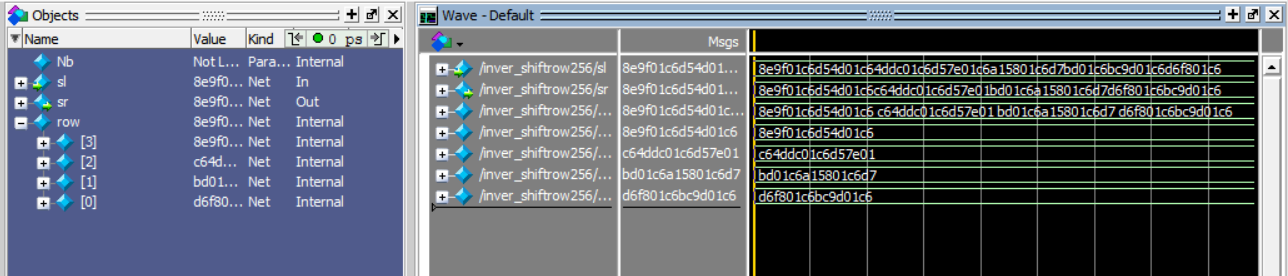 Objects
Name Value Kind 0 ps
Nb Not L... Para... Internal
sl 8e9f0... Net In
sr 8e9f0... Net Out
row 8e9f0... Net Internal
[3] 8e9f0... Net Internal
[2] c64d... Net Internal
[1] bd01... Net Internal
[0] d6f80... Net Internal
Wave - Default
Msgs
/inver_shiftrow256/sl 8e9f01c6d54d01... 8e9f01c6d54d01c64ddc01c6d57e01c6a15801c6d7bd01c6bc9d01c6d6f801c6
/inver_shiftrow256/sr 8e9f01c6d54d01... 8e9f01c6d54d01c6c64ddc01c6d57e01bd01c6a15801c6d7d6f801c6bc9d01c6
/inver_shiftrow256/... 8e9f01c6d54d01c... 8e9f01c6d54d01c6 c64ddc01c6d57e01 bd01c6a15801c6d7 d6f801c6bc9d01c6
/inver_shiftrow256/... 8e9f01c6d54d01c6 8e9f01c6d54d01c6
/inver_shiftrow256/... c64ddc01c6d57e01 c64ddc01c6d57e01
/inver_shiftrow256/... bd01c6a15801c6d7 bd01c6a15801c6d7
/inver_shiftrow256/... d6f801c6bc9d01c6 d6f801c6bc9d01c6